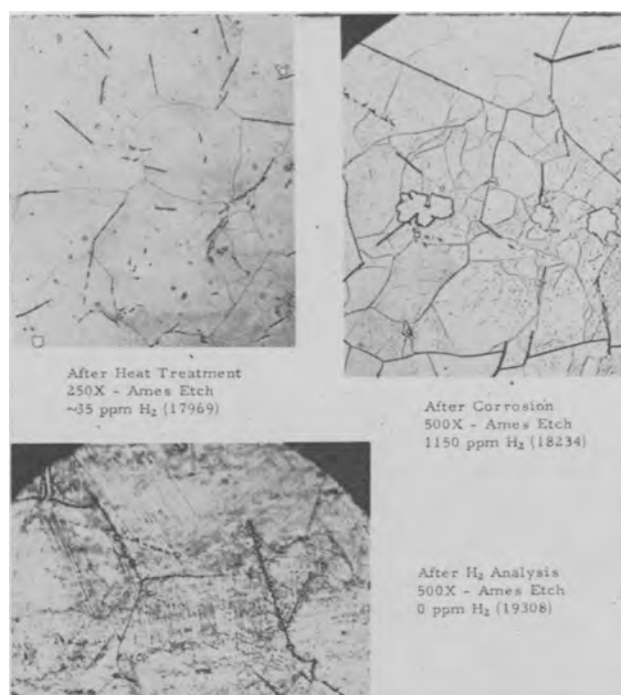 After Heat Treatment
250X - Ames Etch
~35 ppm H₂ (17969)
After Corrosion
500X - Ames Etch
1150 ppm H₂ (18234)
After H₂ Analysis
500X - Ames Etch
0 ppm H₂ (19308)